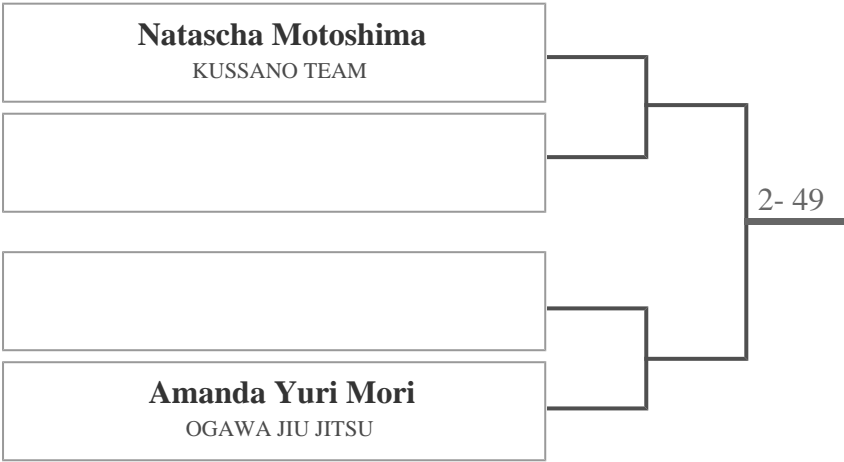 Natascha Motoshima
KUSSANO TEAM
2- 49
Amanda Yuri Mori
OGAWA JIU JITSU